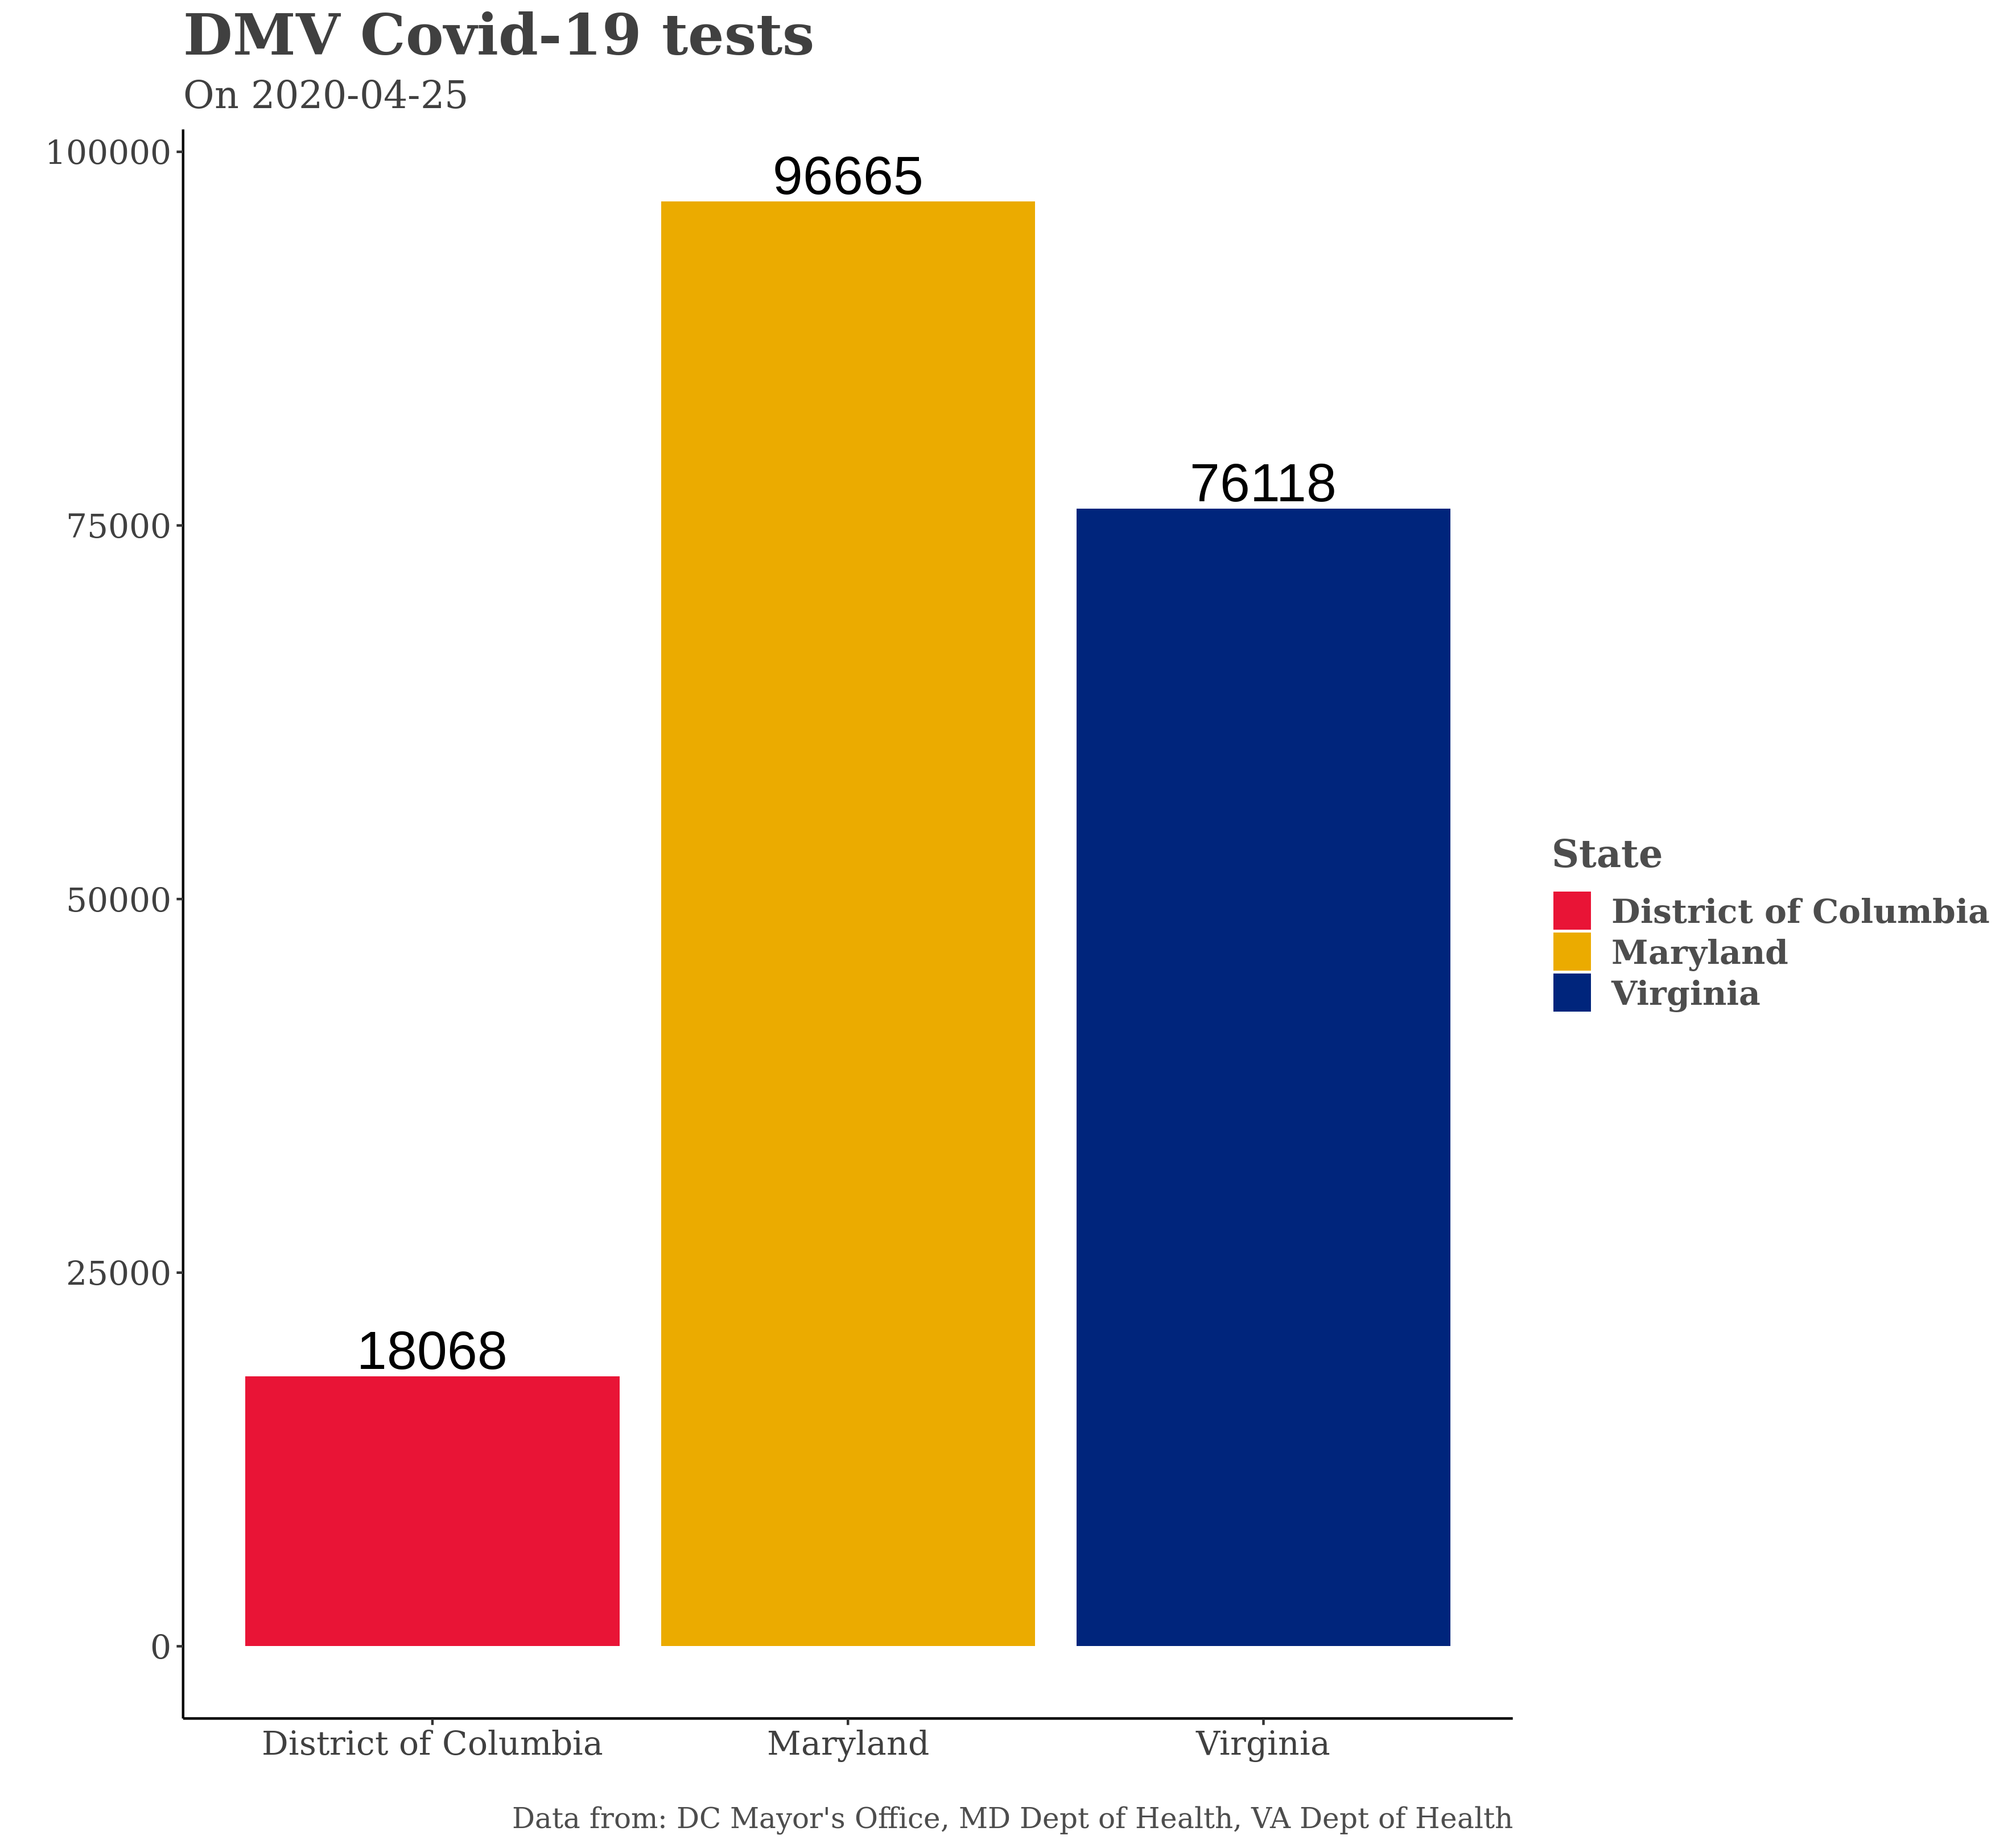 DMV Covid-19 tests
On 2020-04-25
100000
75000
50000
25000
0
18068
96665
76118
District of Columbia
Maryland
Virginia
State
District of Columbia
Maryland
Virginia
Data from: DC Mayor's Office, MD Dept of Health, VA Dept of Health